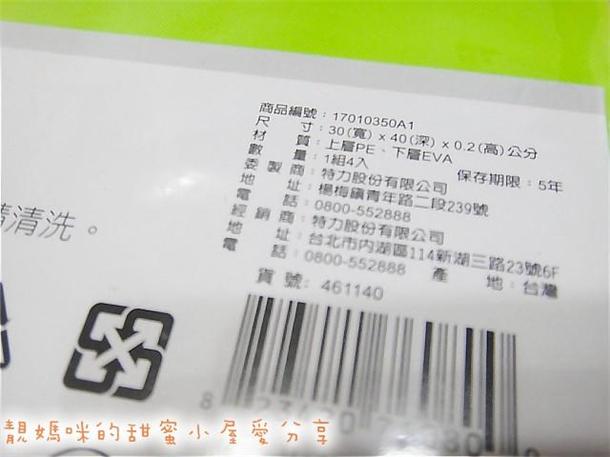 商品編號：17010350A1
尺　寸：30(寬) x 40(深) x 0.2(高)公分
材　質：上層PE、下層EVA
數　量：1組4入　保存期限：5年
委製商：特力股份有限公司
地　址：楊梅鎮青年路二段239號
電　話：0800-552888
經銷商：特力股份有限公司
地　址：台北市內湖區114新湖三路23號6F
電　話：0800-552888　產　地：台灣
貨 號: 461140
清洗。
靚媽咪的甜蜜小屋愛分享